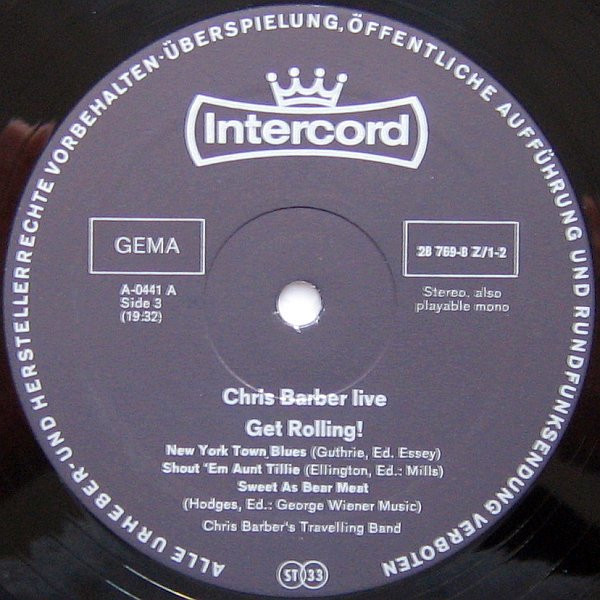 ALLE URHEBER- UND HERSTELLERRECHTE VORBEHALTEN · ÜBERSPIELUNG, ÖFFENTLICHE AUFFÜHRUNG UND RUNDFUNKSENDUNG VERBOTEN
Intercord
GEMA
28 769-8 Z/1-2
A-0441 A
Side 3
(19:32)
Stereo, also
playable mono
Chris Barber live
Get Rolling!
New York Town Blues (Guthrie, Ed. Essey)
Shout 'Em Aunt Tillie (Ellington, Ed.: Mills)
Sweet As Bear Meat
(Hodges, Ed.: George Wiener Music)
Chris Barber's Travelling Band
ST 33